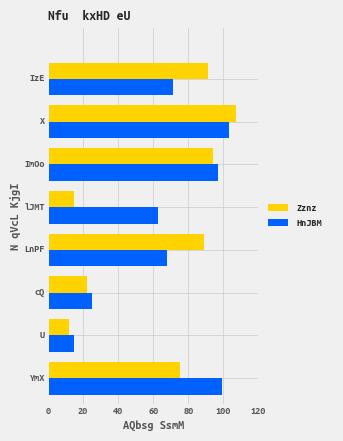 Nfu  kxHD eU
IzE
X
ImOo
lJMT
LnPF
cQ
U
YmX
N qVcL KjgI
0 20 40 60 80 100 120
AQbsg SsmM
Zznz
HnJBM